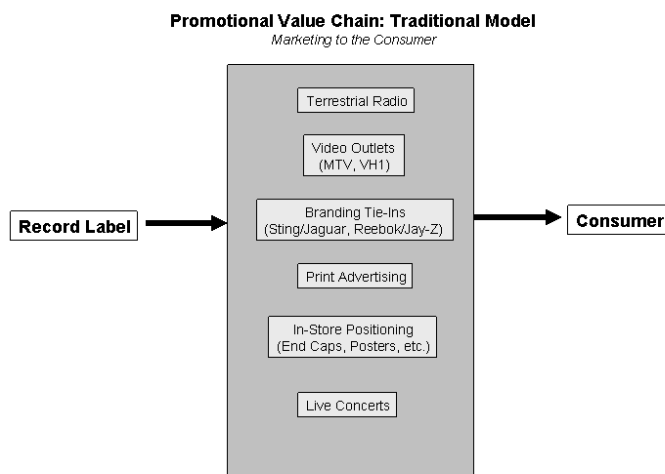 Promotional Value Chain: Traditional Model
Marketing to the Consumer
Terrestrial Radio
Video Outlets
(MTV, VH1)
Record Label
Branding Tie-Ins
(Sting/Jaguar, Reebok/Jay-Z)
Consumer
Print Advertising
In-Store Positioning
(End Caps, Posters, etc.)
Live Concerts